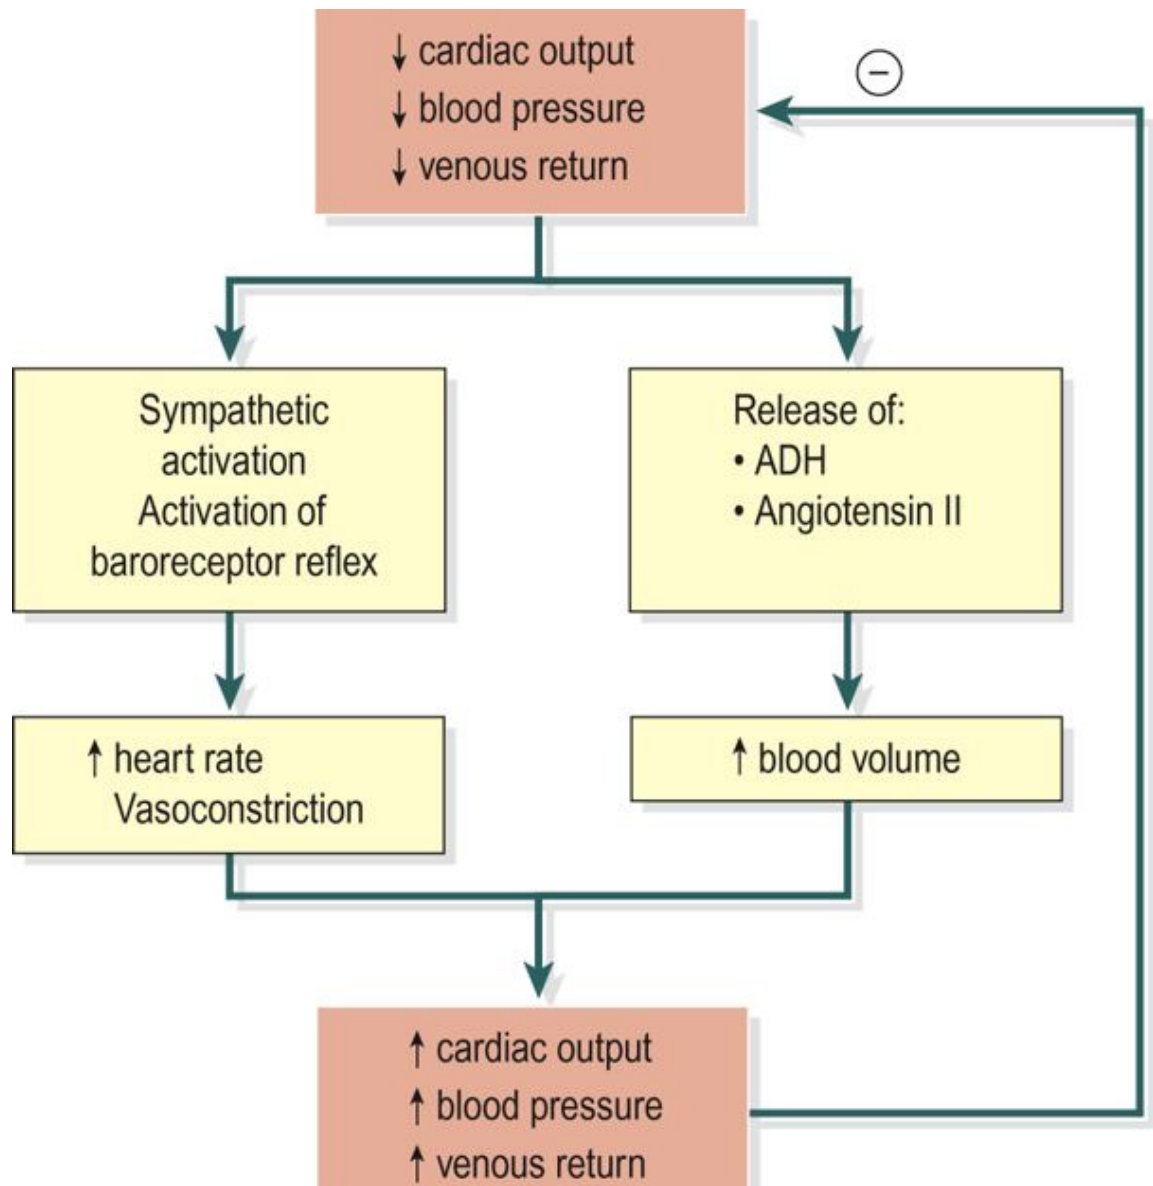 ↓ cardiac output
↓ blood pressure
↓ venous return
−
Sympathetic
activation
Activation of
baroreceptor reflex
Release of:
• ADH
• Angiotensin II
↑ heart rate
Vasoconstriction
↑ blood volume
↑ cardiac output
↑ blood pressure
↑ venous return